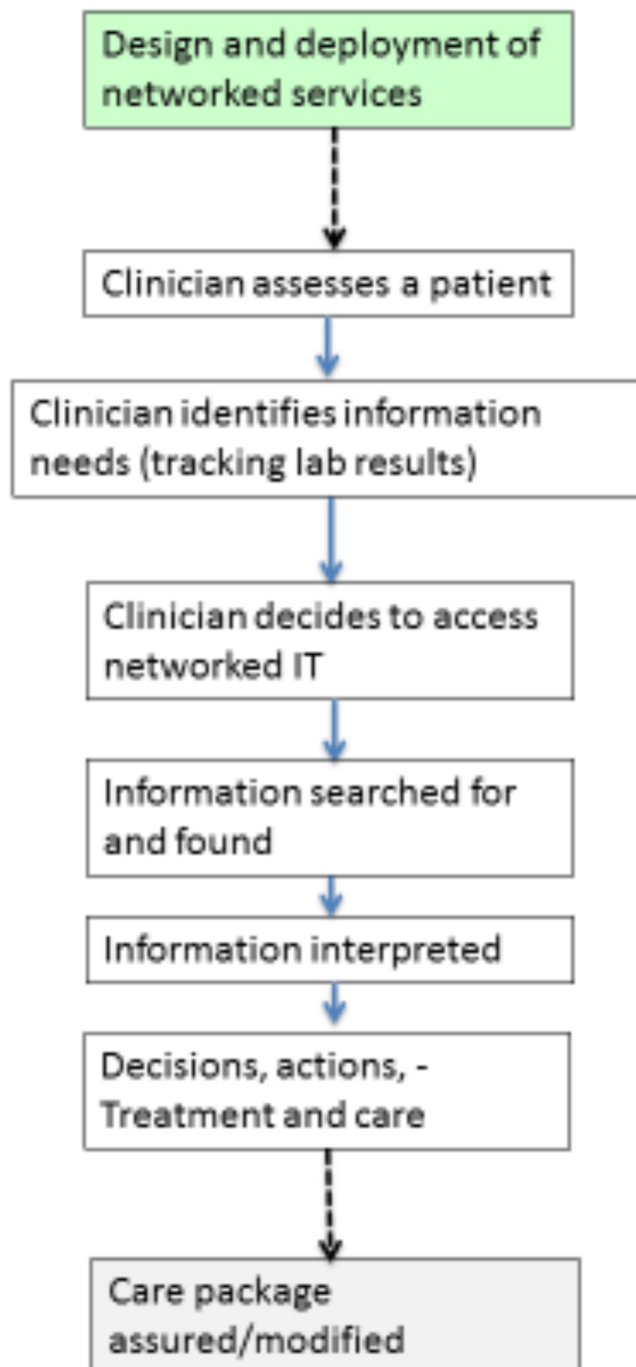 Design and deployment of
networked services
Clinician assesses a patient
Clinician identifies information
needs (tracking lab results)
Clinician decides to access
networked IT
Information searched for
and found
Information interpreted
Decisions, actions, -
Treatment and care
Care package
assured/modified